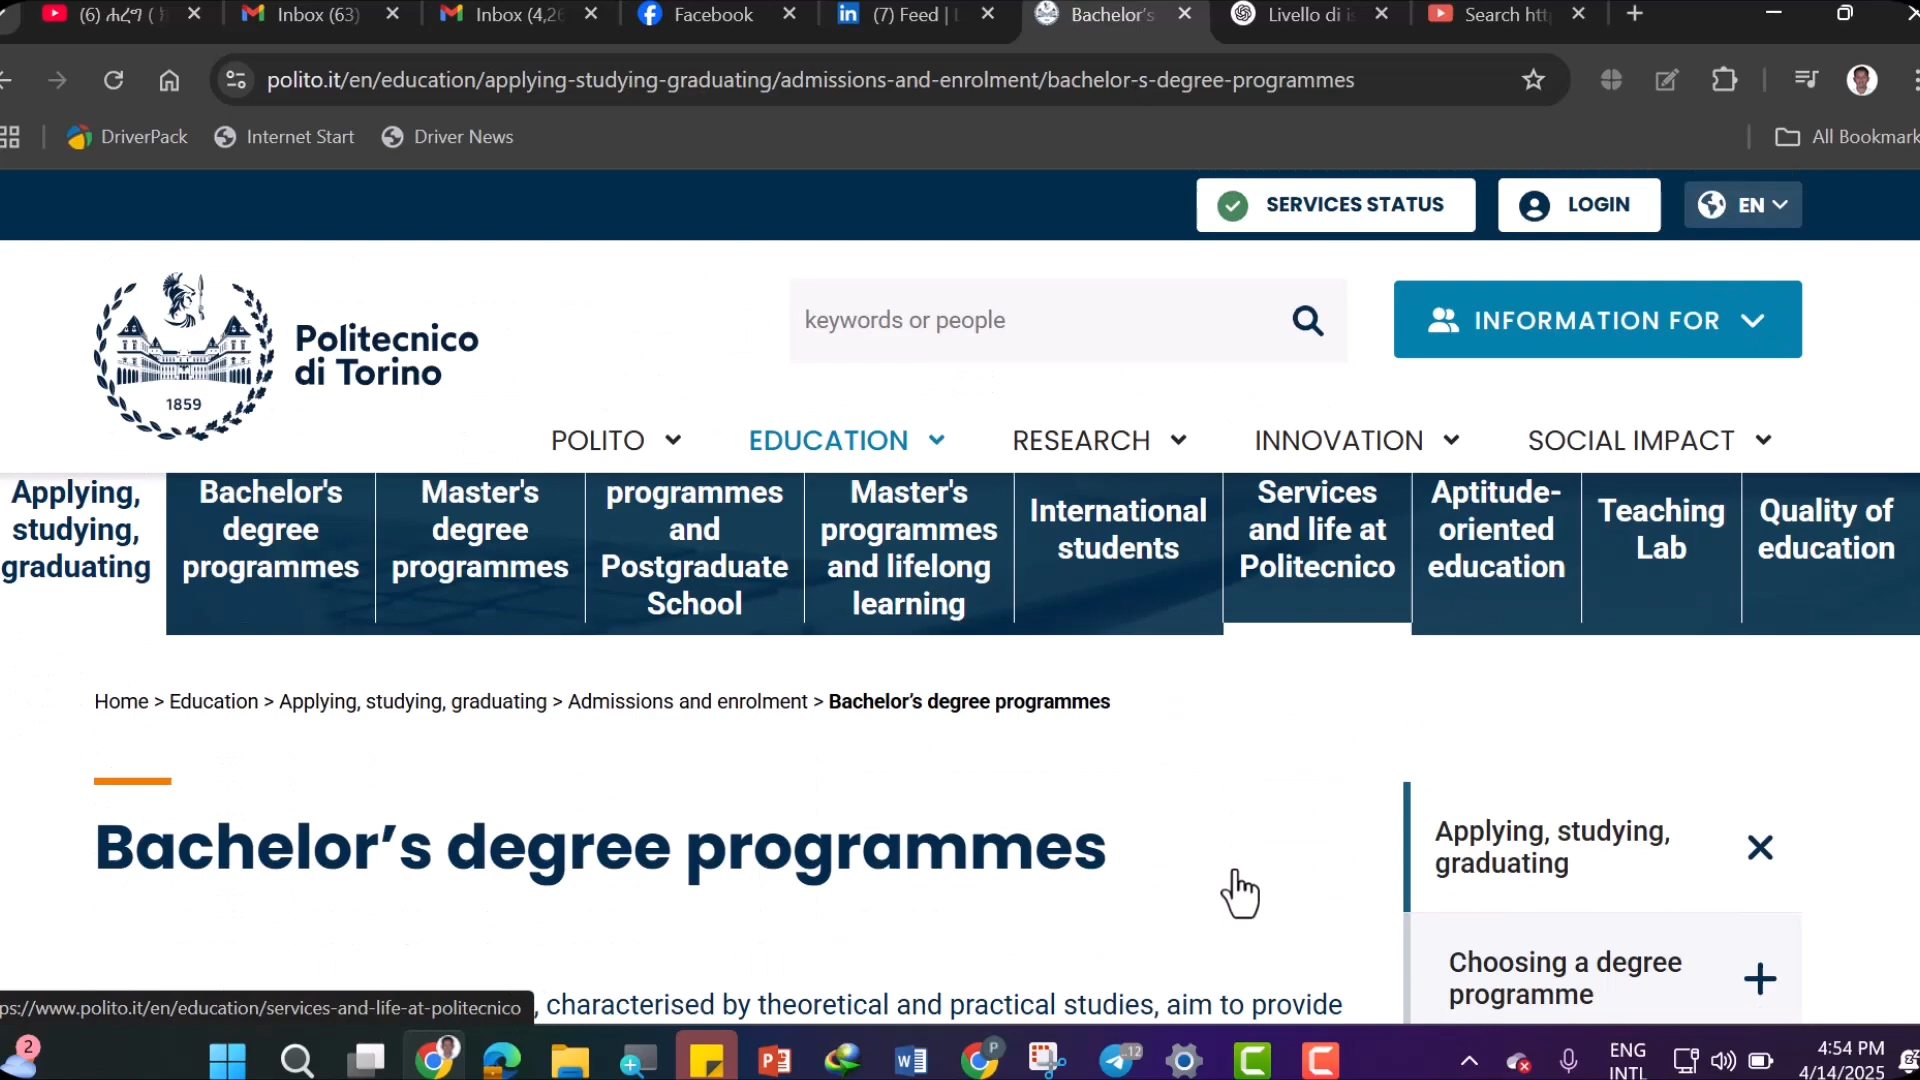 (6) ሐረግ (
Inbox (63)
Inbox (4,26
Facebook
(7) Feed | L
Bachelor's
Livello di is
Search htt
polito.it/en/education/applying-studying-graduating/admissions-and-enrolment/bachelor-s-degree-programmes
DriverPack
Internet Start
Driver News
All Bookmark
SERVICES STATUS
LOGIN
EN
1859
Politecnico
di Torino
keywords or people
INFORMATION FOR
POLITO
EDUCATION
RESEARCH
INNOVATION
SOCIAL IMPACT
Applying,
studying,
graduating
Bachelor's
degree
programmes
Master's
degree
programmes
programmes
and
Postgraduate
School
Master's
programmes
and lifelong
learning
International
students
Services
and life at
Politecnico
Aptitude-
oriented
education
Teaching
Lab
Quality of
education
Home > Education > Applying, studying, graduating > Admissions and enrolment > Bachelor’s degree programmes
Bachelor’s degree programmes
Applying, studying,
graduating
Choosing a degree
programme
ps://www.polito.it/en/education/services-and-life-at-politecnico
, characterised by theoretical and practical studies, aim to provide
2
P
12
ENG
INTL
4:54 PM
4/14/2025